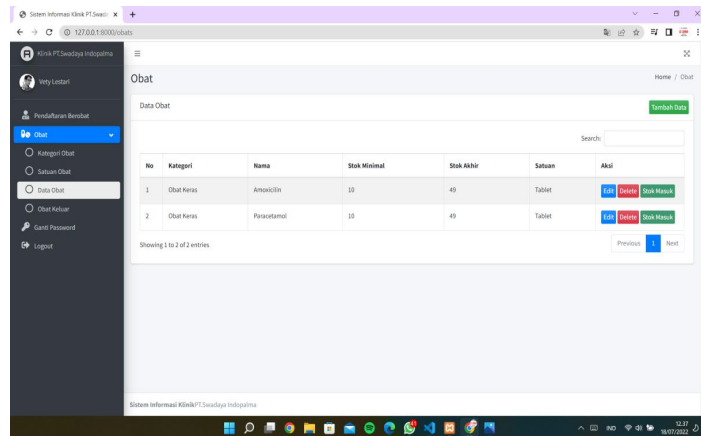 Sistem Informasi Klinik PT.Swada
127.0.0.1:8000/obats
Klinik PT.Swadaya Indopalma
Vety Lestari
Pendaftaran Berobat
Obat
Kategori Obat
Satuan Obat
Data Obat
Obat Keluar
Ganti Password
Logout
Obat
Home / Obat
Data Obat
Tambah Data
Search:
No Kategori Nama Stok Minimal Stok Akhir Satuan Aksi
1 Obat Keras Amoxicilin 10 49 Tablet Edit Delete Stok Masuk
2 Obat Keras Paracetamol 10 49 Tablet Edit Delete Stok Masuk
Showing 1 to 2 of 2 entries
Previous 1 Next
Sistem Informasi KlinikPT.Swadaya Indopalma
IND
12.37
18/07/2022